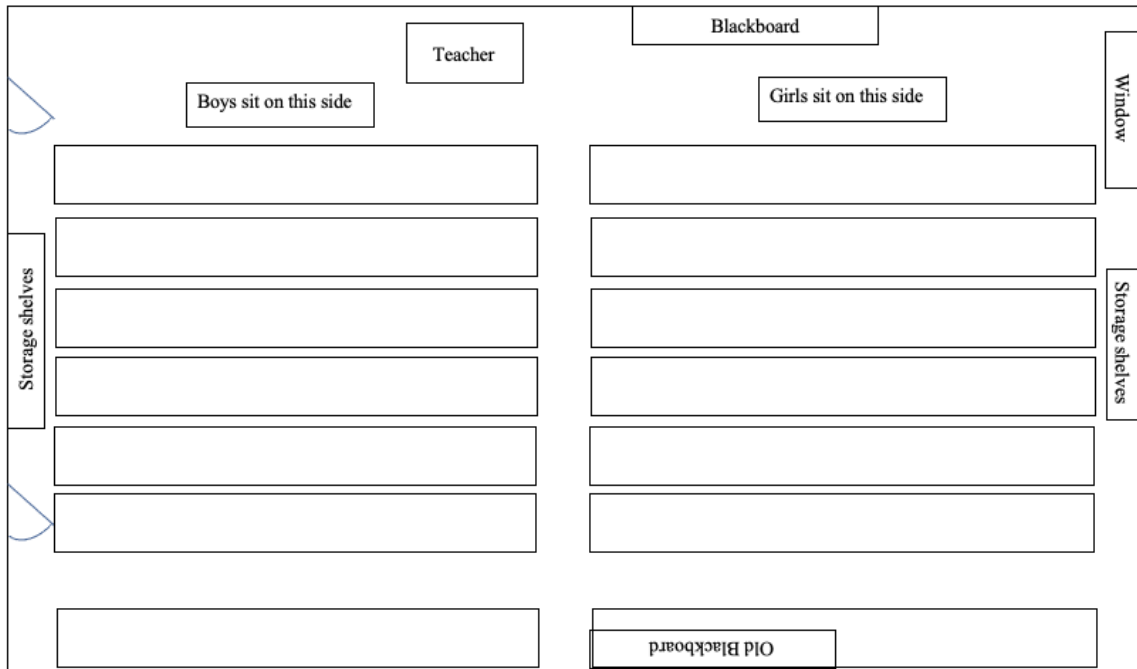 Blackboard
Teacher
Boys sit on this side
Girls sit on this side
Window
Storage shelves
Storage shelves
Old Blackboard